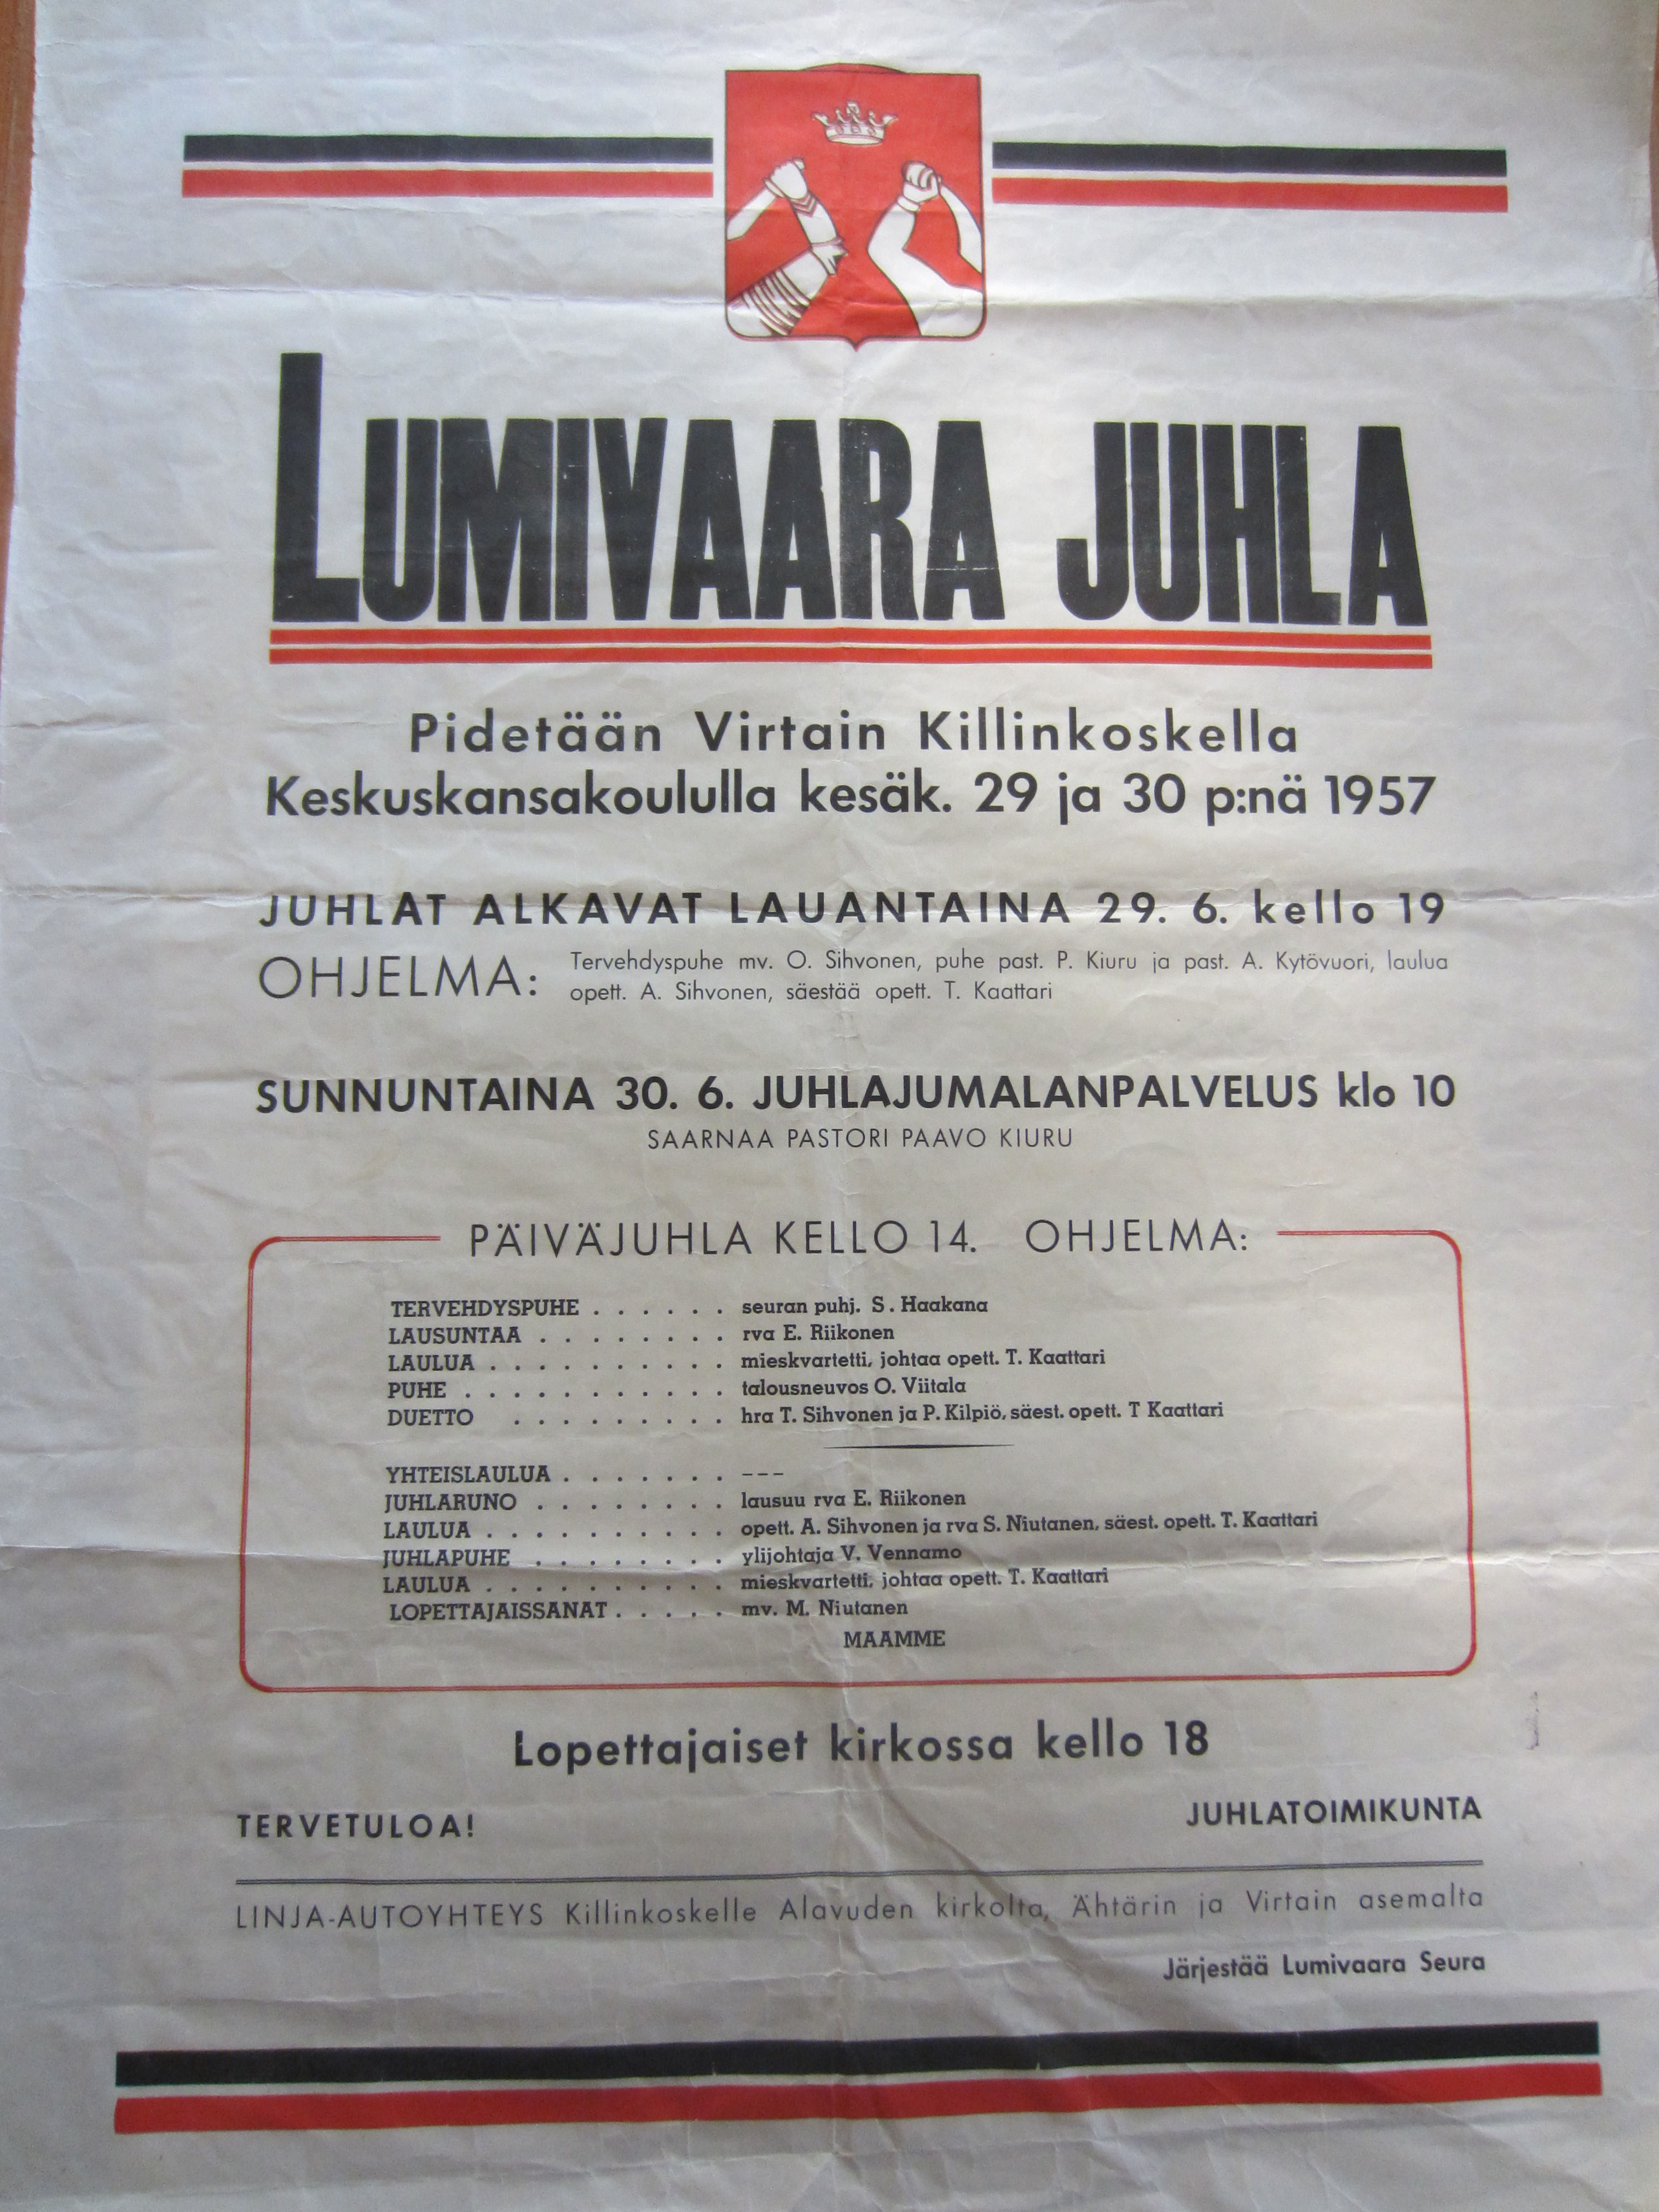 LUMIVAARA JUHLA
Pidetään Virtain Killinkoskella
Keskuskansakoululla kesäk. 29 ja 30 p:nä 1957
JUHLAT ALKAVAT LAUANTAINA 29. 6. kello 19
OHJELMA: Tervehdyspuhe mv. O. Sihvonen, puhe past. P. Kiuru ja past. A. Kytövuori, laulua
opett. A. Sihvonen, säestää opett. T. Kaattari
SUNNUNTAINA 30. 6. JUHLAJUMALANPALVELUS klo 10
SAARNAA PASTORI PAAVO KIURU
PÄIVÄJUHLA KELLO 14. OHJELMA:
TERVEHDYSPUHE . . . . . . seuran puhj. S. Haakana
LAUSUNTAA . . . . . . . . rva E. Riikonen
LAULUA . . . . . . . . . . mieskvartetti, johtaa opett. T. Kaattari
PUHE . . . . . . . . . . . talousneuvos O. Viitala
DUETTO . . . . . . . . . hra T. Sihvonen ja P. Kilpiö, säest. opett. T Kaattari
YHTEISLAULUA . . . . . . . - - -
JUHLARUNO . . . . . . . . lausuu rva E. Riikonen
LAULUA . . . . . . . . . . opett. A. Sihvonen ja rva S. Niutanen, säest. opett. T. Kaattari
JUHLAPUHE . . . . . . . . ylijohtaja V. Vennamo
LAULUA . . . . . . . . . . mieskvartetti, johtaa opett. T. Kaattari
LOPETTAJAISSANAT . . . . . mv. M. Niutanen
MAAMME
Lopettajaiset kirkossa kello 18
TERVETULOA! JUHLATOIMIKUNTA
LINJA-AUTOYHTEYS Killinkoskelle Alavuden kirkolta, Ähtärin ja Virtain asemalta
Järjestää Lumivaara Seura